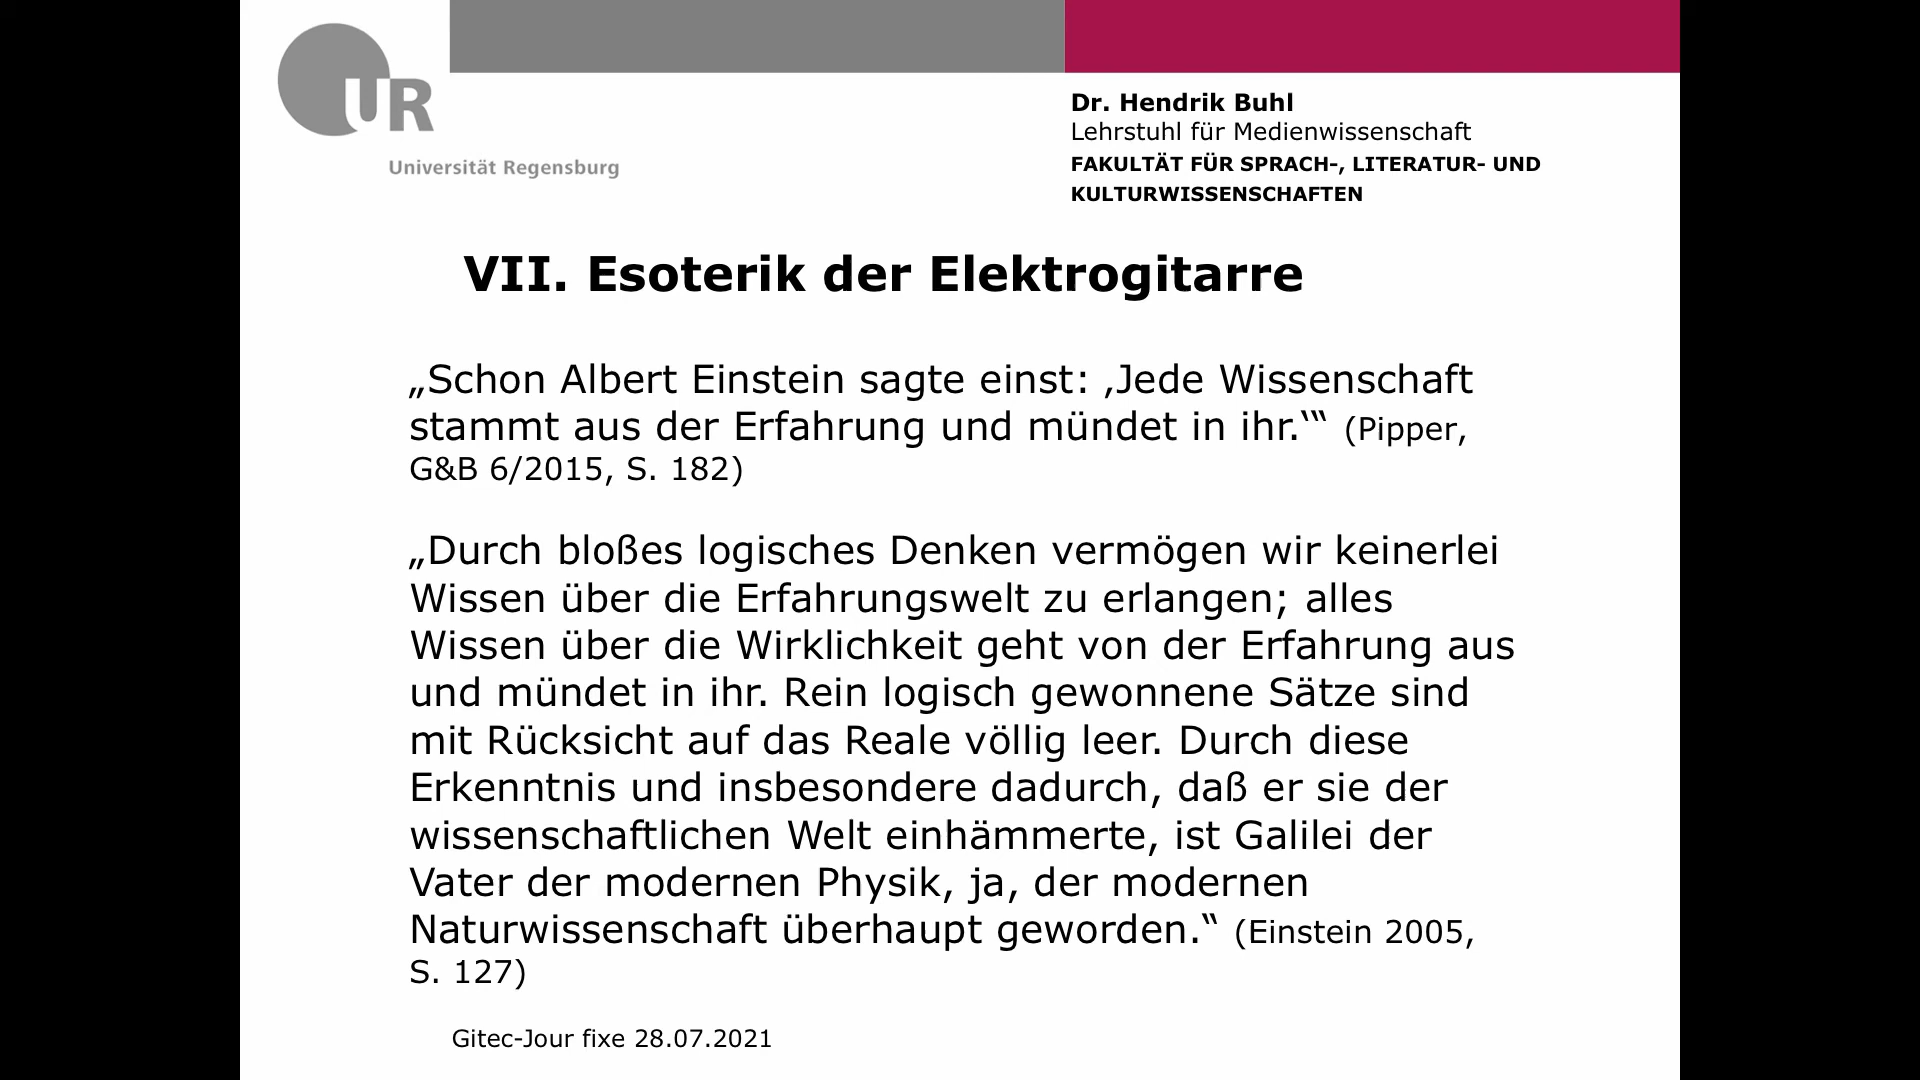 UR
Universität Regensburg
Dr. Hendrik Buhl
Lehrstuhl für Medienwissenschaft
FAKULTÄT FÜR SPRACH-, LITERATUR- UND
KULTURWISSENSCHAFTEN
VII. Esoterik der Elektrogitarre
„Schon Albert Einstein sagte einst: ‚Jede Wissenschaft
stammt aus der Erfahrung und mündet in ihr.‘“ (Pipper,
G&B 6/2015, S. 182)
„Durch bloßes logisches Denken vermögen wir keinerlei
Wissen über die Erfahrungswelt zu erlangen; alles
Wissen über die Wirklichkeit geht von der Erfahrung aus
und mündet in ihr. Rein logisch gewonnene Sätze sind
mit Rücksicht auf das Reale völlig leer. Durch diese
Erkenntnis und insbesondere dadurch, daß er sie der
wissenschaftlichen Welt einhämmerte, ist Galilei der
Vater der modernen Physik, ja, der modernen
Naturwissenschaft überhaupt geworden.“ (Einstein 2005,
S. 127)
Gitec-Jour fixe 28.07.2021